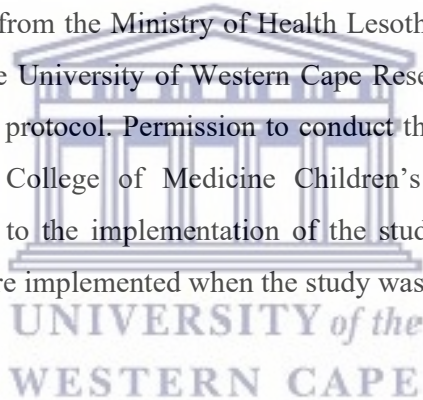 from the Ministry of Health Lesoth
e University of Western Cape Rese
protocol. Permission to conduct th
College of Medicine Children's
to the implementation of the stud
re implemented when the study was
UNIVERSITY of the
WESTERN CAPE